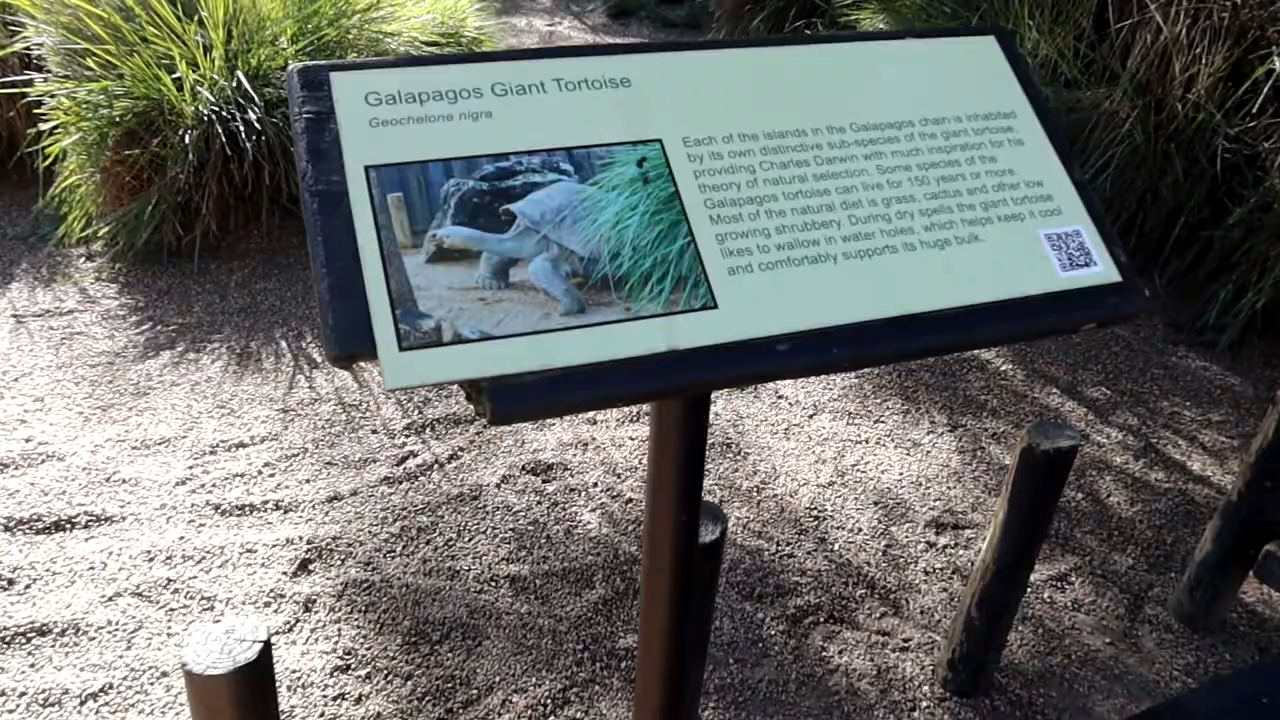 Galapagos Giant Tortoise
Geochelone nigra
Each of the islands in the Galapagos chain is inhabited
by its own distinctive sub-species of the giant tortoise,
providing Charles Darwin with much inspiration for his
theory of natural selection. Some species of the
Galapagos tortoise can live for 150 years or more.
Most of the natural diet is grass, cactus and other low
growing shrubbery. During dry spells the giant tortoise
likes to wallow in water holes, which helps keep it cool
and comfortably supports its huge bulk.